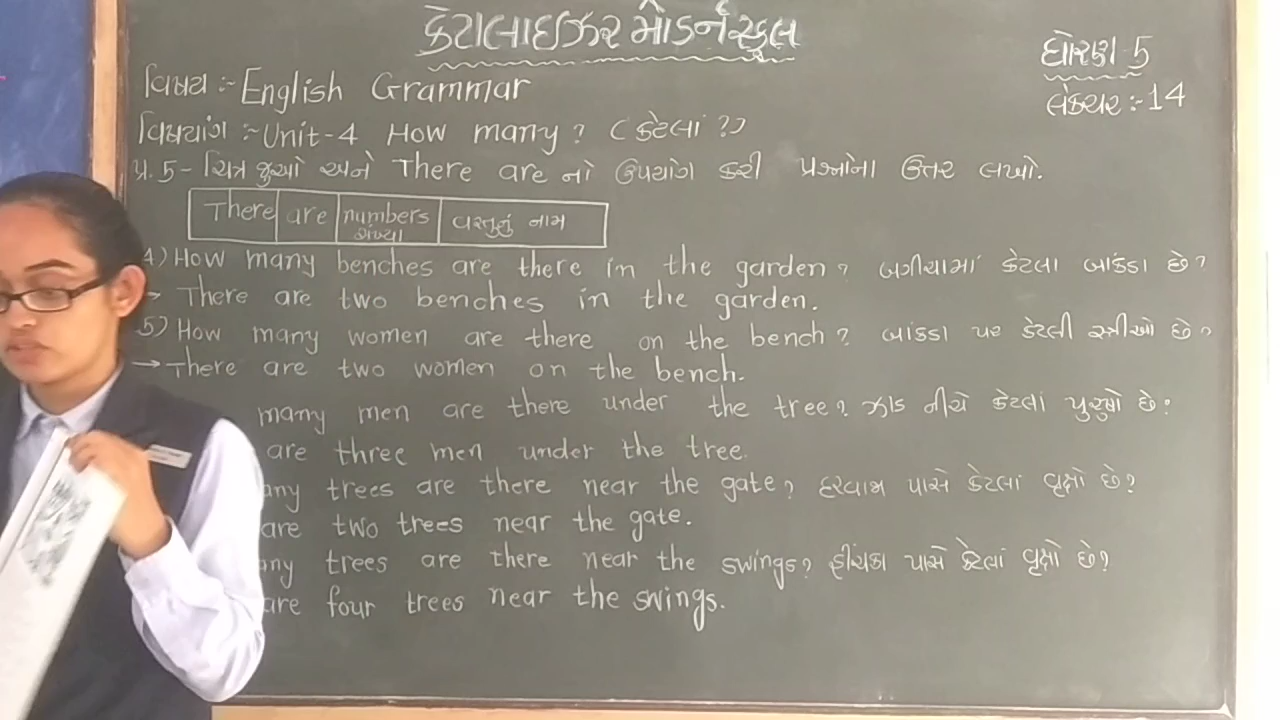 કેટાલાઇઝર મોડર્ન સ્કૂલ
ધોરણ 5
વિષય :- English Grammar
લેકચર :- 14
વિષયાંગ :- Unit-4 How many? (કેટલાં?)
પ્ર. 5 - ચિત્ર જુઓ અને There are નો ઉપયોગ કરી પ્રશ્નોના ઉત્તર લખો.
There are numbers સંખ્યા વસ્તુનું નામ
4) How many benches are there in the garden? બગીચામાં કેટલા બાંકડા છે?
→ There are two benches in the garden.
5) How many women are there on the bench? બાંકડા પર કેટલી સ્ત્રીઓ છે?
→ There are two women on the bench.
many men are there under the tree? ઝાડ નીચે કેટલાં પુરુષો છે?
are three men under the tree.
any trees are there near the gate? દરવાજા પાસે કેટલાં વૃક્ષો છે?
are two trees near the gate.
any trees are there near the swings? હીંચકા પાસે કેટલાં વૃક્ષો છે?
are four trees near the swings.